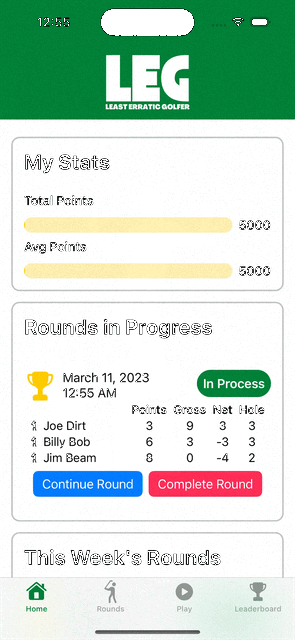 12:55
LEG
LEAST ERRATIC GOLFER
My Stats
Total Points
5000
Avg Points
5000
Rounds in Progress
March 11, 2023
12:55 AM
In Process
Points Gross Net Hole
Joe Dirt 3 9 3 3
Billy Bob 6 3 -3 3
Jim Beam 8 0 -4 2
Continue Round Complete Round
This Week's Rounds
Home Rounds Play Leaderboard